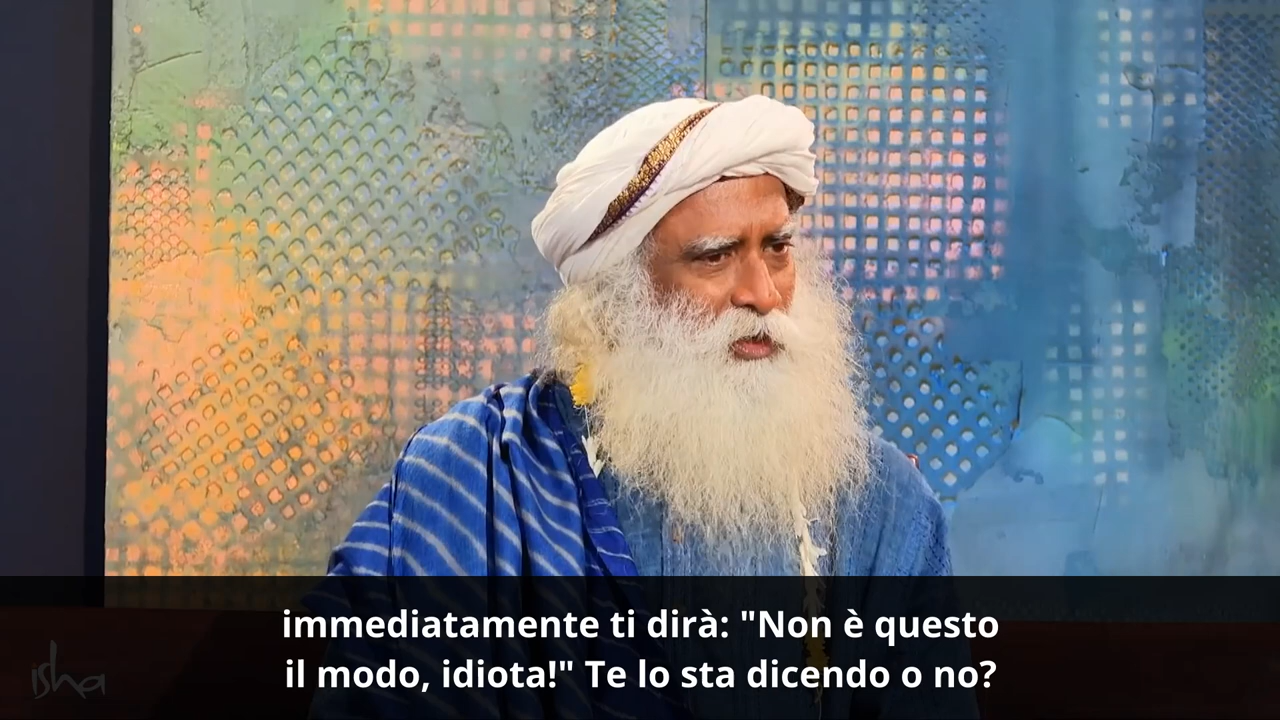 immediatamente ti dirà: "Non è questo
il modo, idiota!" Te lo sta dicendo o no?
isha